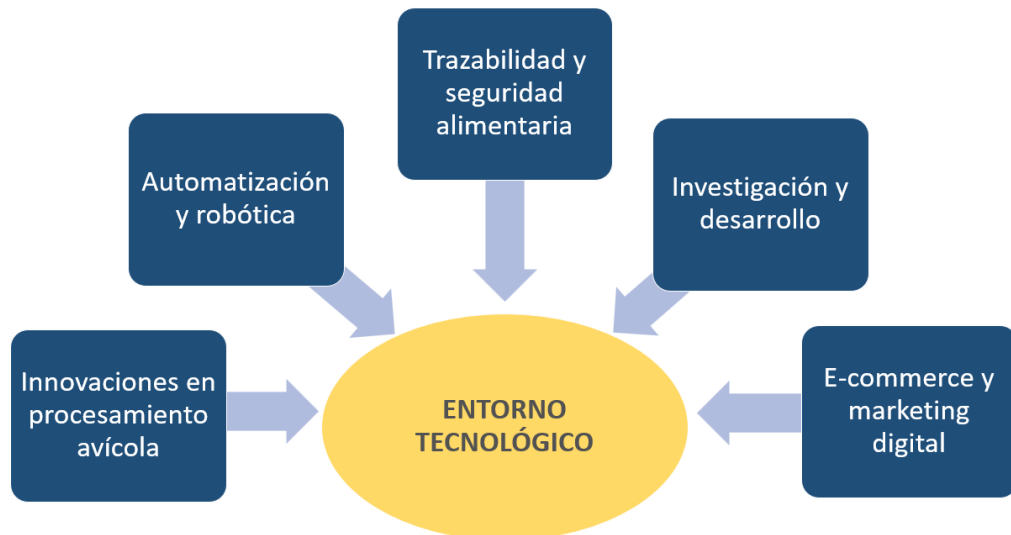 Trazabilidad y
seguridad
alimentaria
Automatización
y robótica
Investigación y
desarrollo
Innovaciones en
procesamiento
avícola
E-commerce y
marketing
digital
ENTORNO
TECNOLÓGICO